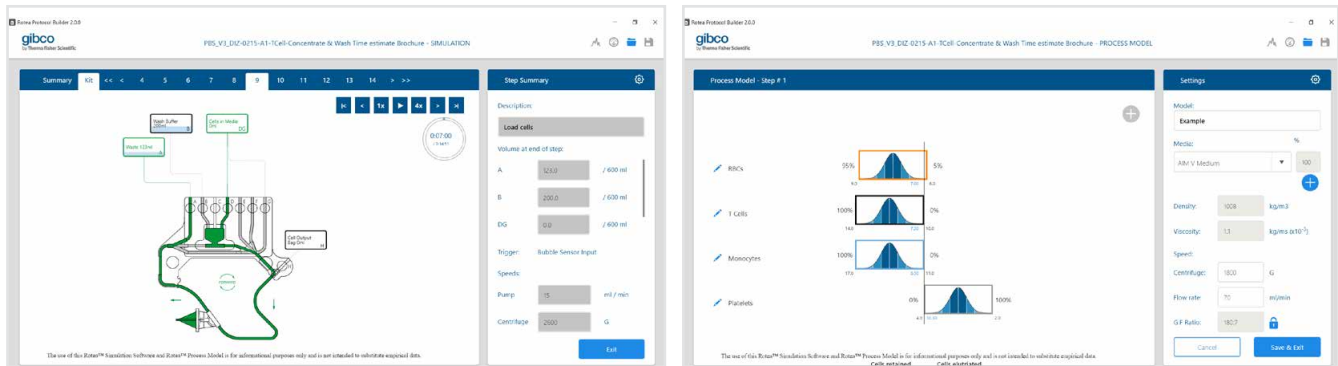 Rotea Protocol Builder 2.0.0
gibco
by Thermo Fisher Scientific
PBS_V3_DIZ-0215-A1-TCell-Concentrate & Wash Time estimate Brochure - SIMULATION
Summary Kit << < 4 5 6 7 8 9 10 11 12 13 14 > >>
|< < 1x 4x > >|
0:07:00
Wash Buffer
200ml B
Cells in Media
0ml DG
Waste 123ml
A
A B C D E F G
Cell Output
Bag 0ml H
The use of this Rotea™ Simulation Software and Rotea™ Process Model is for informational purposes only and is not intended to substitute empirical data.
Step Summary
Description:
Load cells
Volume at end of step:
A 123.0 / 600 ml
B 200.0 / 600 ml
DG 0.0 / 600 ml
Trigger: Bubble Sensor Input
Speeds:
Pump 15 ml / min
Centrifuge 2600 G
Exit
Rotea Protocol Builder 2.0.0
gibco
by Thermo Fisher Scientific
PBS_V3_DIZ-0215-A1-TCell-Concentrate & Wash Time estimate Brochure - PROCESS MODEL
Process Model - Step # 1
RBCs 95% 5%
T Cells 100% 0%
Monocytes 100% 0%
Platelets 0% 100%
The use of this Rotea™ Simulation Software and Rotea™ Process Model is for informational purposes only and is not intended to substitute empirical data.
Cells retained Cells elutriated
Settings
Model:
Example
Media: %
AIM V Medium 100
Density: 1008 kg/m3
Viscosity: 1.1 kg/ms (x10⁻³)
Speed:
Centrifuge: 1800 G
Flow rate: 70 ml/min
G:F Ratio: 180.7
Cancel Save & Exit